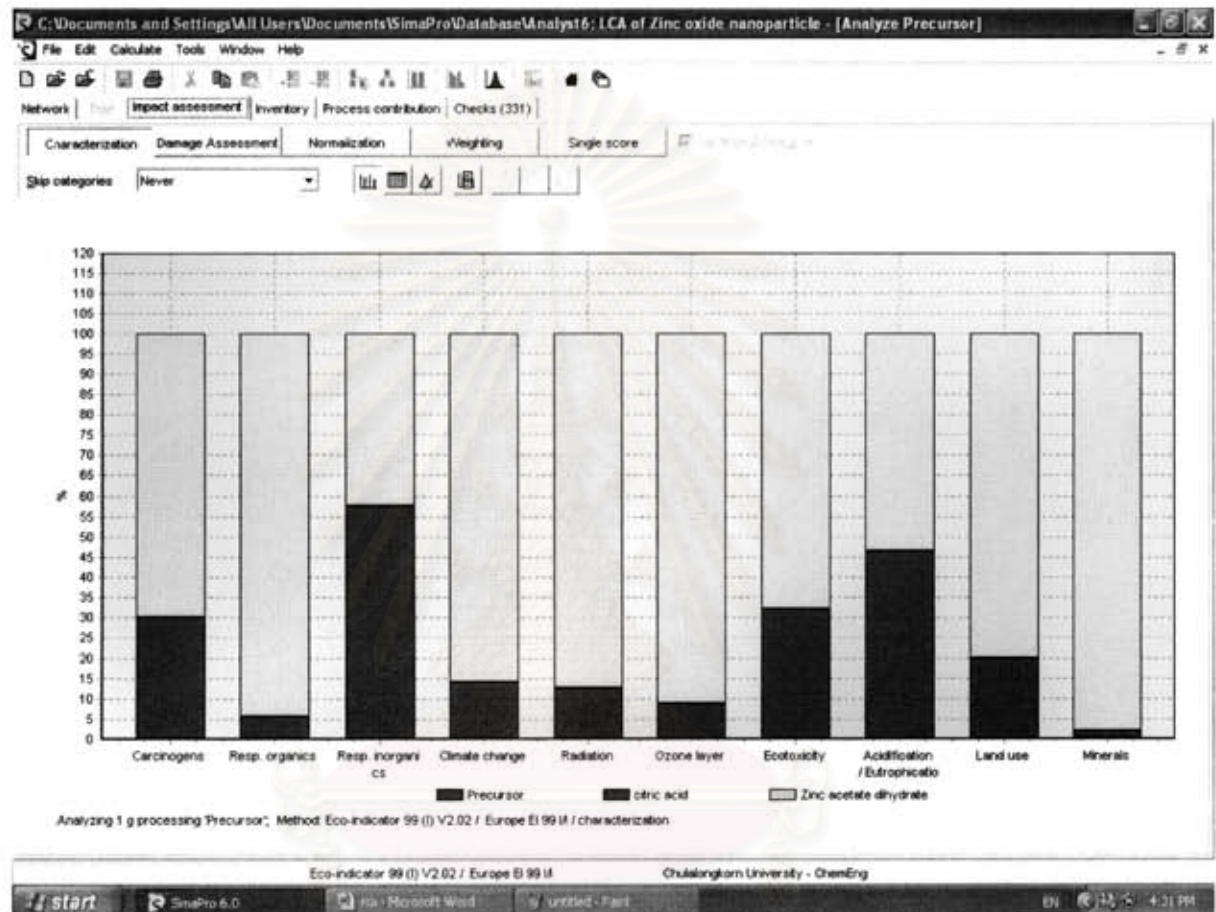 C:\Documents and Settings\All Users\Documents\SimaPro\Database\Analyst6; LCA of Zinc oxide nanoparticle - [Analyze Precursor]
File Edit Calculate Tools Window Help
Network Impact assessment Inventory Process contribution Checks (331)
Characterization Damage Assessment Normalization Weighting Single score
Skip categories Never
120
115
110
105
100
95
90
85
80
75
70
65
60
55
50
45
40
35
30
25
20
15
10
5
0
%
Carcinogens Resp. organics Resp. inorgani Climate change Radiation Ozone layer Ecotoxicity Acidification Land use Minerals
cs / Eutrophicatio
Precursor citric acid Zinc acetate dihydrate
Analyzing 1 g processing 'Precursor'; Method: Eco-indicator 99 (I) V2.02 / Europe EI 99 I/I / characterization
Eco-indicator 99 (I) V2.02 / Europe EI 99 I/I Chulalongkorn University - ChemEng
start SimaPro 6.0 - Microsoft Word untitled - Paint EN 4:31 PM